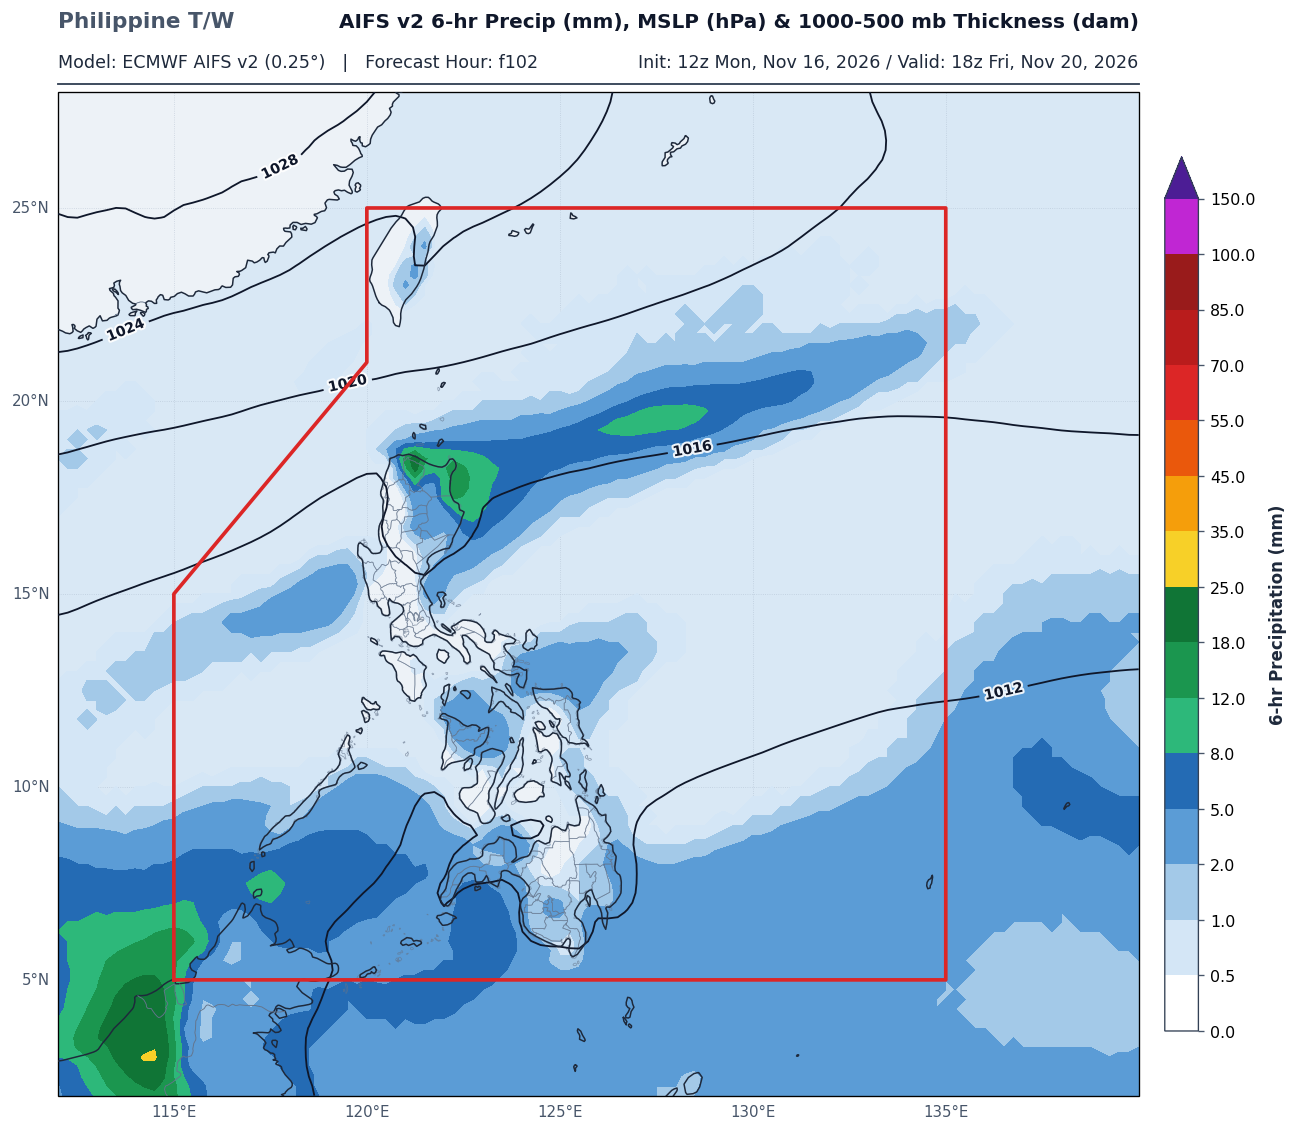 Philippine T/W
AIFS v2 6-hr Precip (mm), MSLP (hPa) & 1000-500 mb Thickness (dam)
Model: ECMWF AIFS v2 (0.25°) | Forecast Hour: f102
Init: 12z Mon, Nov 16, 2026 / Valid: 18z Fri, Nov 20, 2026
1028
1024
1020
1016
1012
25°N
20°N
15°N
10°N
5°N
115°E
120°E
125°E
130°E
135°E
150.0
100.0
85.0
70.0
55.0
45.0
35.0
25.0
18.0
12.0
8.0
5.0
2.0
1.0
0.5
0.0
6-hr Precipitation (mm)